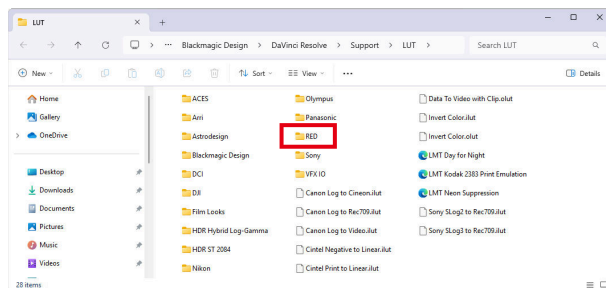 LUT
Blackmagic Design > DaVinci Resolve > Support > LUT >
Search LUT
New
Sort
View
Details
Home
Gallery
OneDrive
Desktop
Downloads
Documents
Pictures
Music
Videos
ACES
Arri
Astrodesign
Blackmagic Design
DCI
DJI
Film Looks
HDR Hybrid Log-Gamma
HDR ST 2084
Nikon
Olympus
Panasonic
RED
Sony
VFX IO
Canon Log to Cineon.ilut
Canon Log to Rec709.ilut
Canon Log to Video.ilut
Cintel Negative to Linear.ilut
Cintel Print to Linear.ilut
Data To Video with Clip.olut
Invert Color.ilut
Invert Color.olut
LMT Day for Night
LMT Kodak 2383 Print Emulation
LMT Neon Suppression
Sony SLog2 to Rec709.ilut
Sony SLog3 to Rec709.ilut
28 items